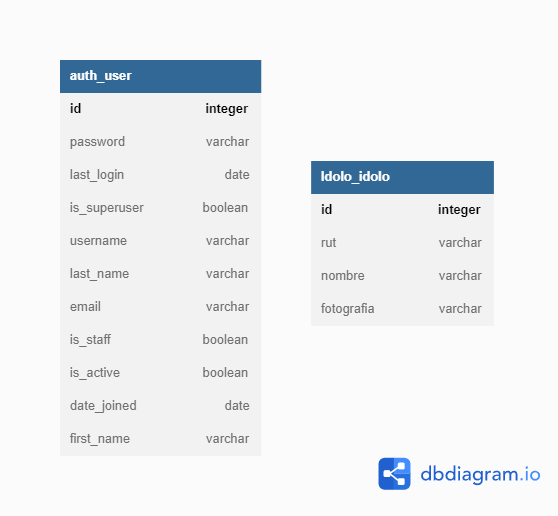 auth_user
id integer
password varchar
last_login date
is_superuser boolean
username varchar
last_name varchar
email varchar
is_staff boolean
is_active boolean
date_joined date
first_name varchar
Idolo_idolo
id integer
rut varchar
nombre varchar
fotografia varchar
dbdiagram.io